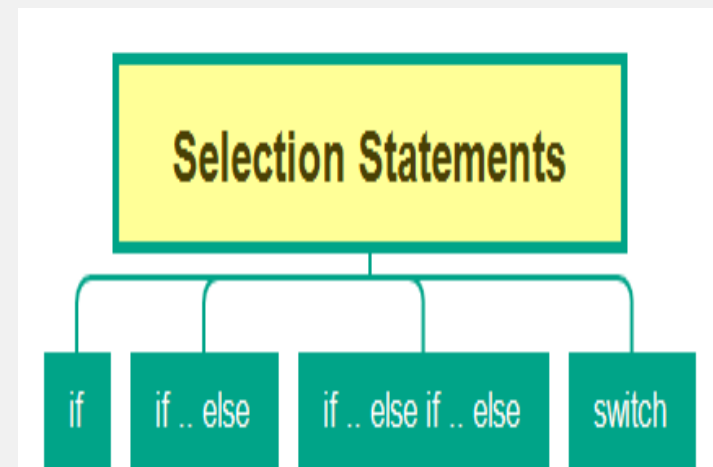 Selection Statements
if
if .. else
if .. else if .. else
switch